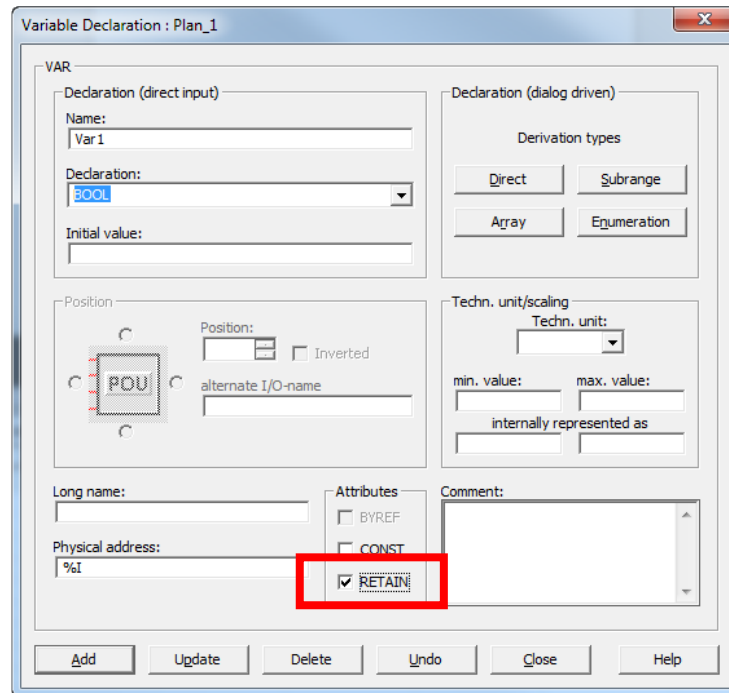 Variable Declaration : Plan_1
VAR
Declaration (direct input)
Name:
Var1
Declaration:
BOOL
Initial value:
Declaration (dialog driven)
Derivation types
Direct
Subrange
Array
Enumeration
Position
POU
Position:
Inverted
alternate I/O-name
Techn. unit/scaling
Techn. unit:
min. value:
max. value:
internally represented as
Long name:
Physical address:
%I
Attributes
BYREF
CONST
RETAIN
Comment:
Add
Update
Delete
Undo
Close
Help